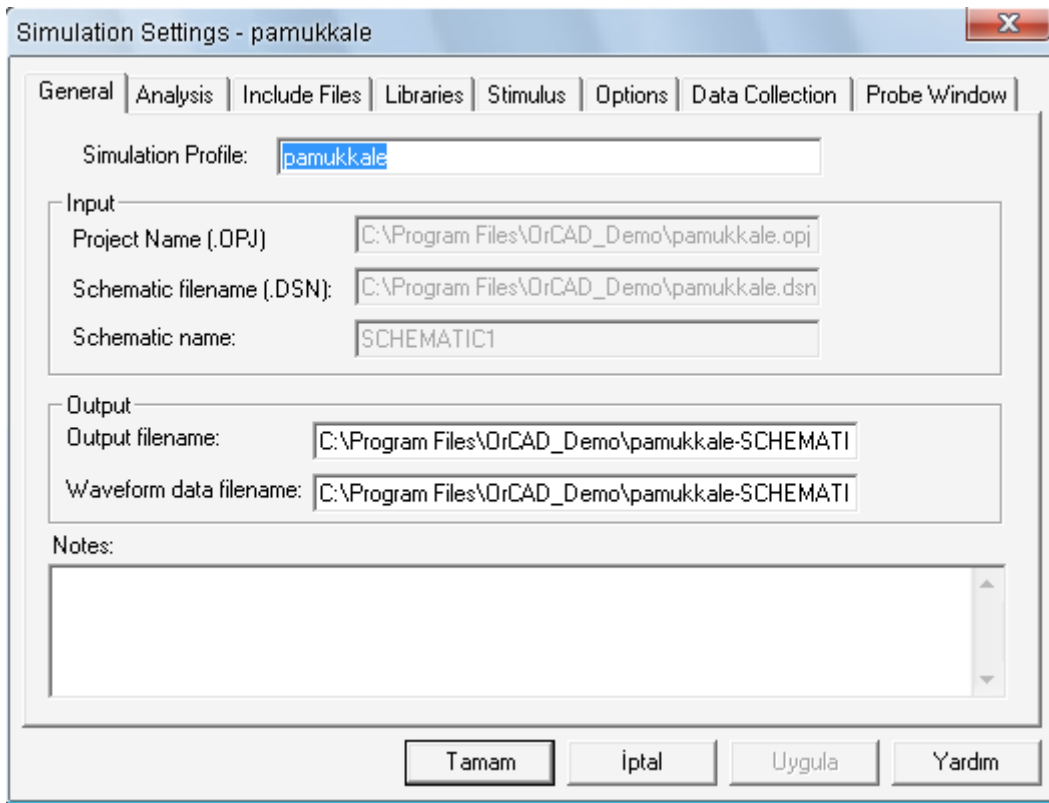 Simulation Settings - pamukkale
General Analysis Include Files Libraries Stimulus Options Data Collection Probe Window
Simulation Profile: pamukkale
Input
Project Name (.OPJ) C:\Program Files\OrCAD_Demo\pamukkale.opj
Schematic filename (.DSN): C:\Program Files\OrCAD_Demo\pamukkale.dsn
Schematic name: SCHEMATIC1
Output
Output filename: C:\Program Files\OrCAD_Demo\pamukkale-SCHEMATI
Waveform data filename: C:\Program Files\OrCAD_Demo\pamukkale-SCHEMATI
Notes:
Tamam İptal Uygula Yardım